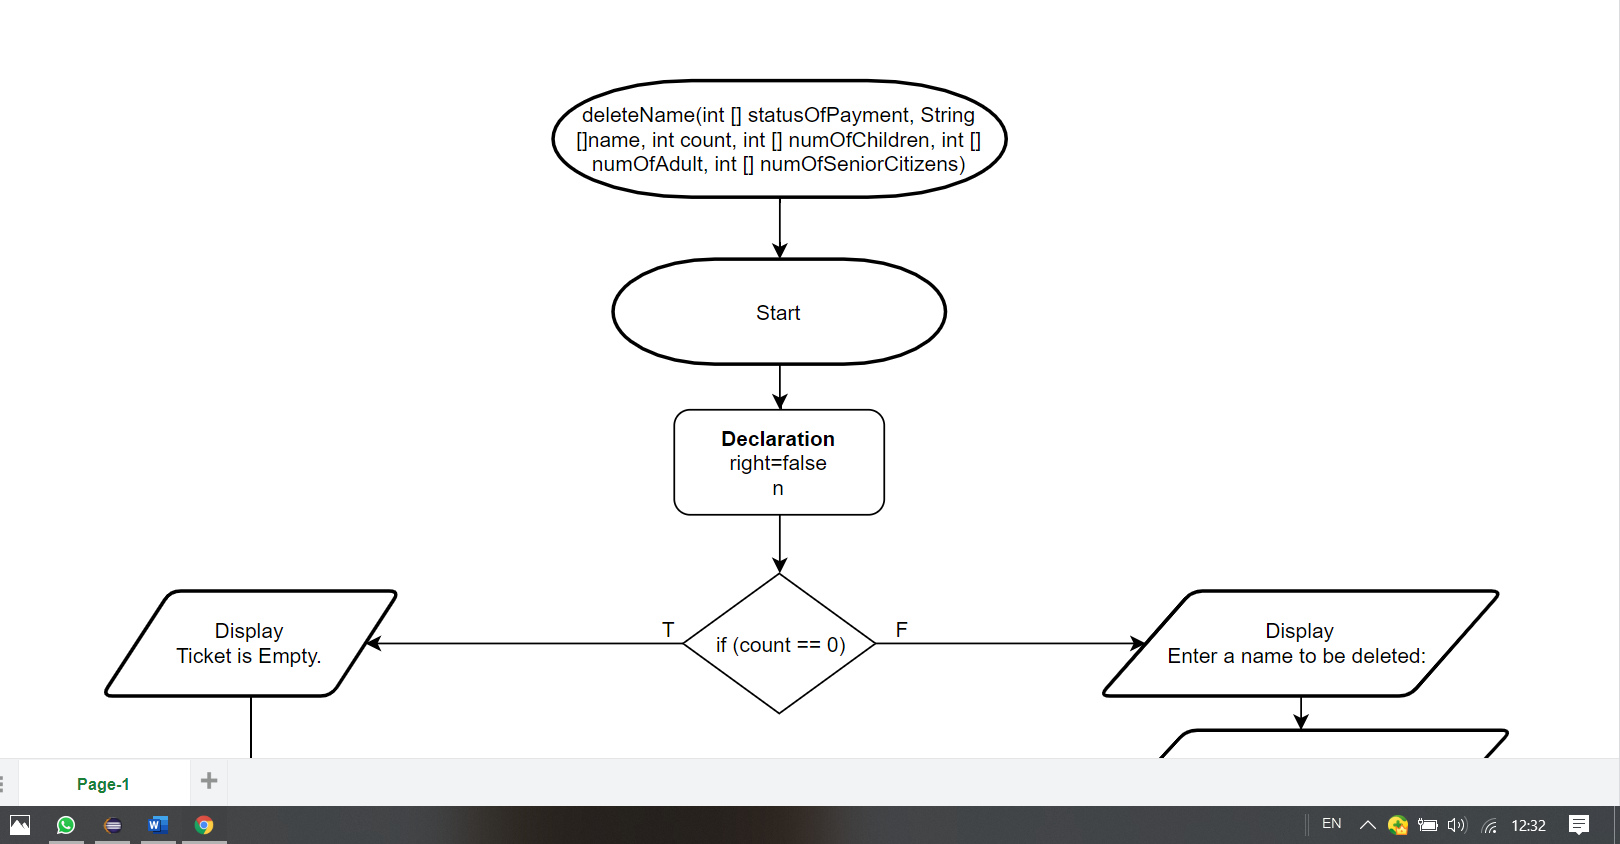 deleteName(int [] statusOfPayment, String
[]name, int count, int [] numOfChildren, int []
numOfAdult, int [] numOfSeniorCitizens)
Start
Declaration
right=false
n
T
if (count == 0)
F
Display
Ticket is Empty.
Display
Enter a name to be deleted:
Page-1
W
EN
12:32